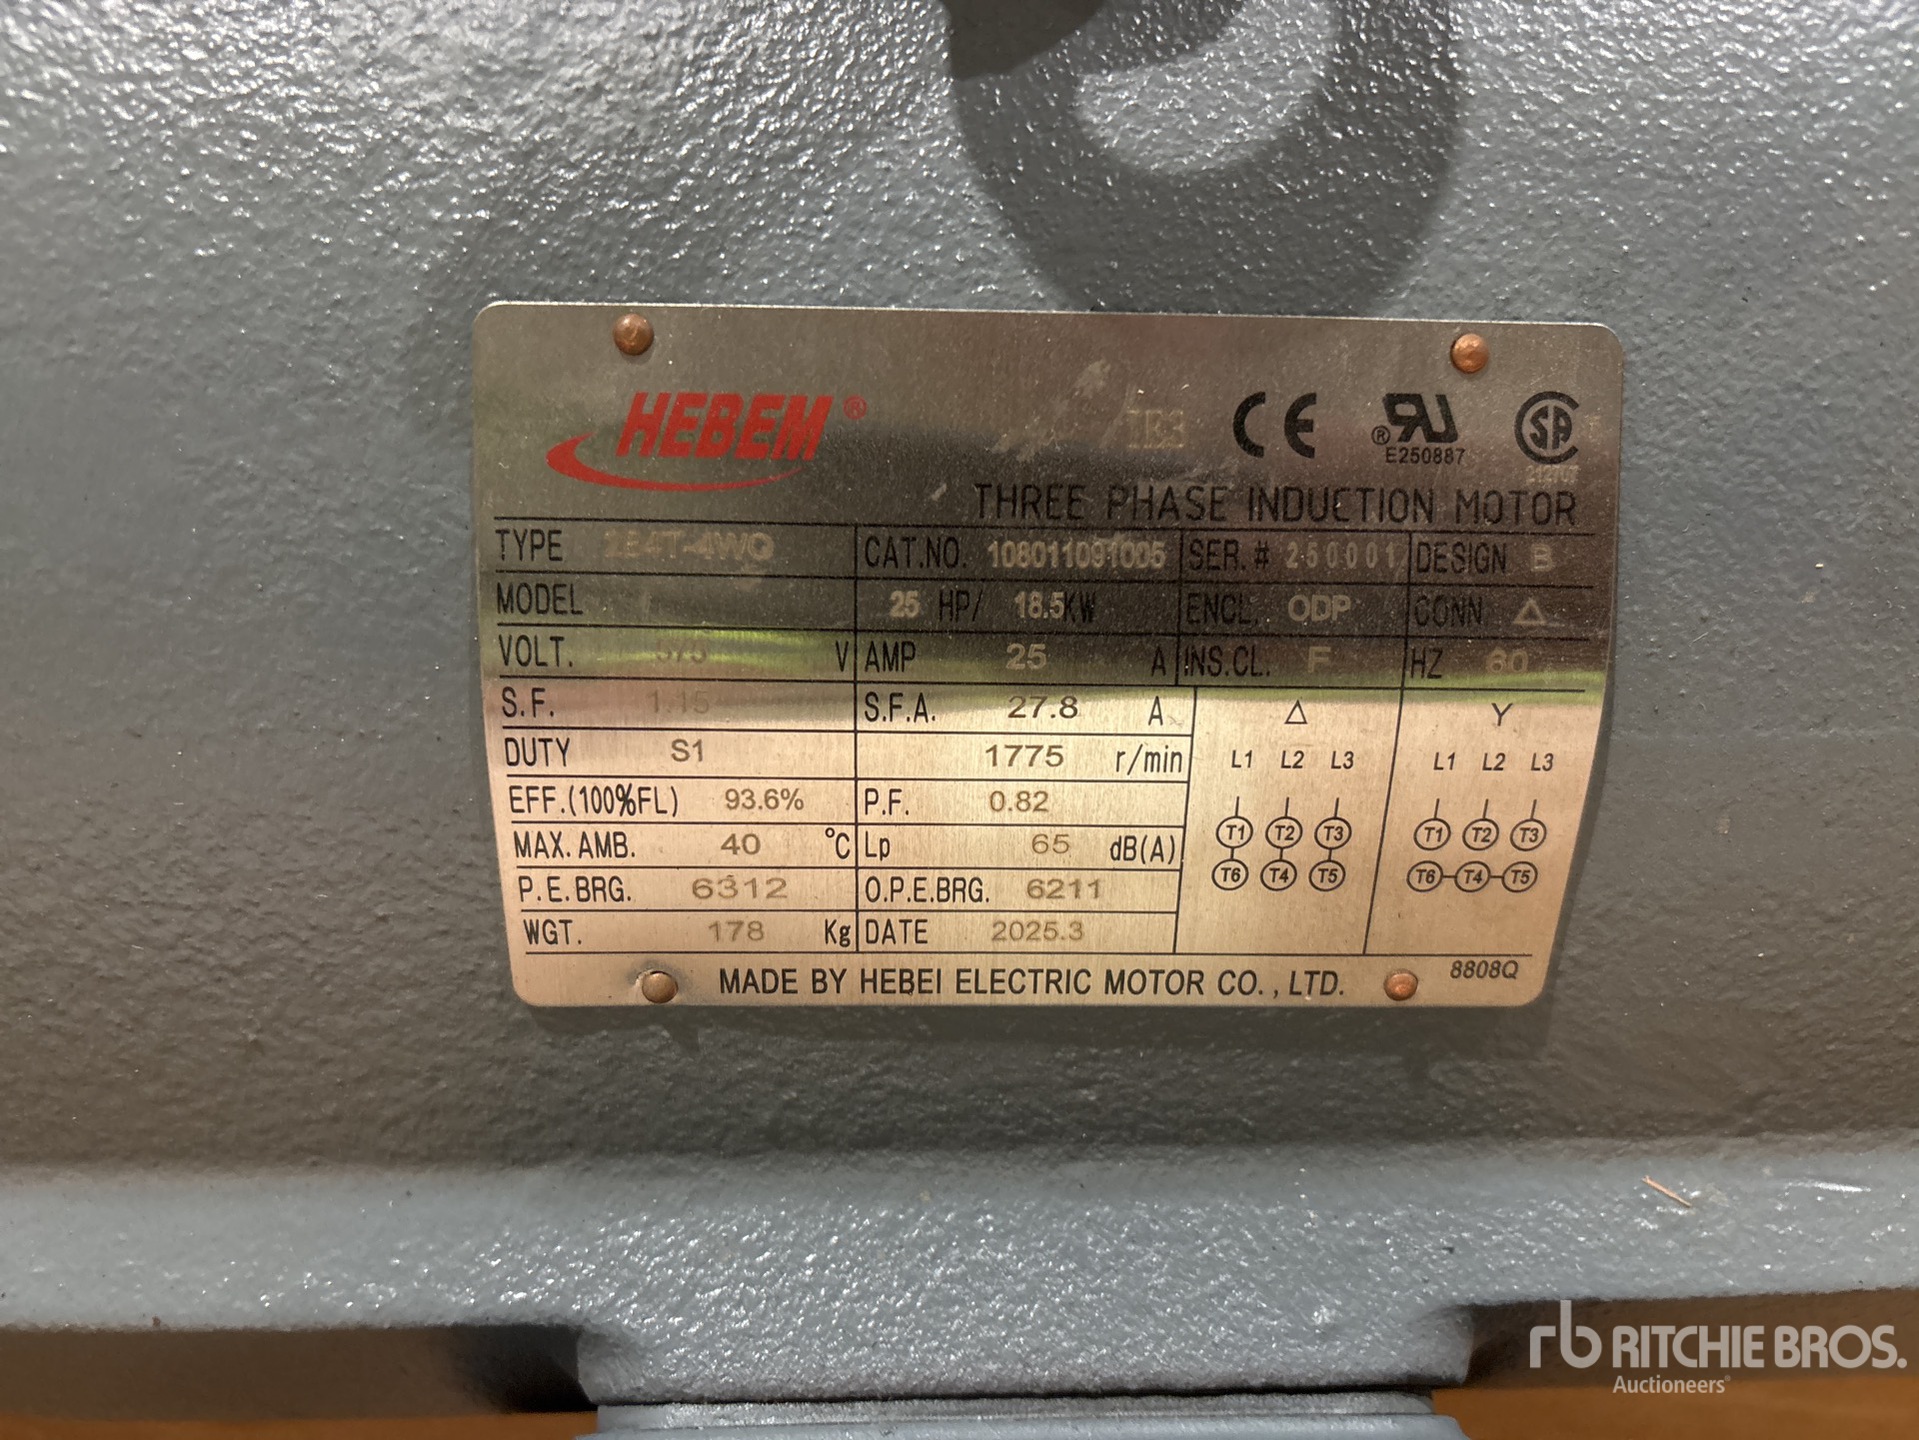 HEBEM® IE3 CE ®RU CSA
E250887
THREE PHASE INDUCTION MOTOR
TYPE 284T-4WQ CAT.NO. 108011091005 SER.# 250001 DESIGN B
MODEL 25 HP/ 18.5KW ENCL. ODP CONN △
VOLT. 575 V AMP 25 A INS.CL. F HZ 60
S.F. 1.15 S.F.A. 27.8 A △ Y
DUTY S1 1775 r/min L1 L2 L3 L1 L2 L3
EFF.(100%FL) 93.6% P.F. 0.82
MAX. AMB. 40 °C Lp 65 dB(A) T1 T2 T3 T1 T2 T3
P.E.BRG. 6312 O.P.E.BRG. 6211 T6 T4 T5 T6 T4 T5
WGT. 178 Kg DATE 2025.3
MADE BY HEBEI ELECTRIC MOTOR CO., LTD. 8808Q
rb RITCHIE BROS.
Auctioneers®